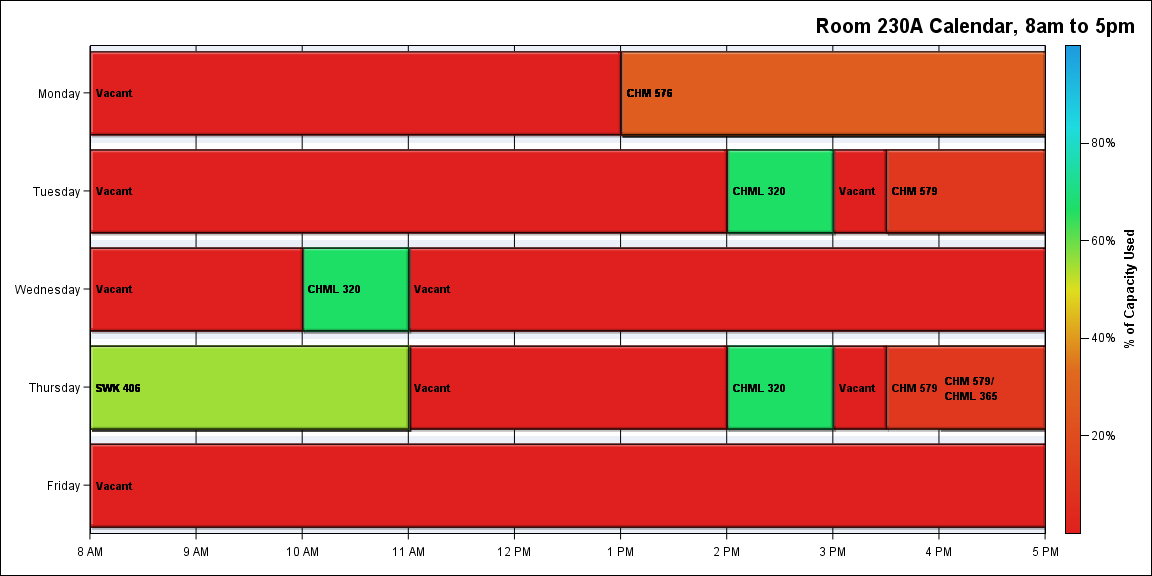 Room 230A Calendar, 8am to 5pm
Monday
Vacant
CHM 576
Tuesday
Vacant
CHML 320
Vacant
CHM 579
Wednesday
Vacant
CHML 320
Vacant
Thursday
SWK 406
Vacant
CHML 320
Vacant
CHM 579
CHM 579/
CHML 365
Friday
Vacant
8 AM
9 AM
10 AM
11 AM
12 PM
1 PM
2 PM
3 PM
4 PM
5 PM
80%
60%
40%
20%
% of Capacity Used